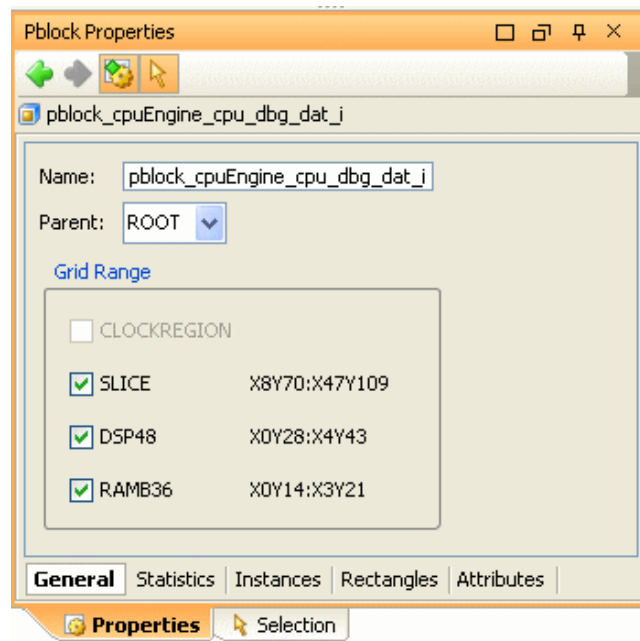 Pblock Properties
pblock_cpuEngine_cpu_dbg_dat_i
Name: pblock_cpuEngine_cpu_dbg_dat_i
Parent: ROOT
Grid Range
CLOCKREGION
SLICE X8Y70:X47Y109
DSP48 X0Y28:X4Y43
RAMB36 X0Y14:X3Y21
General Statistics Instances Rectangles Attributes
Properties Selection